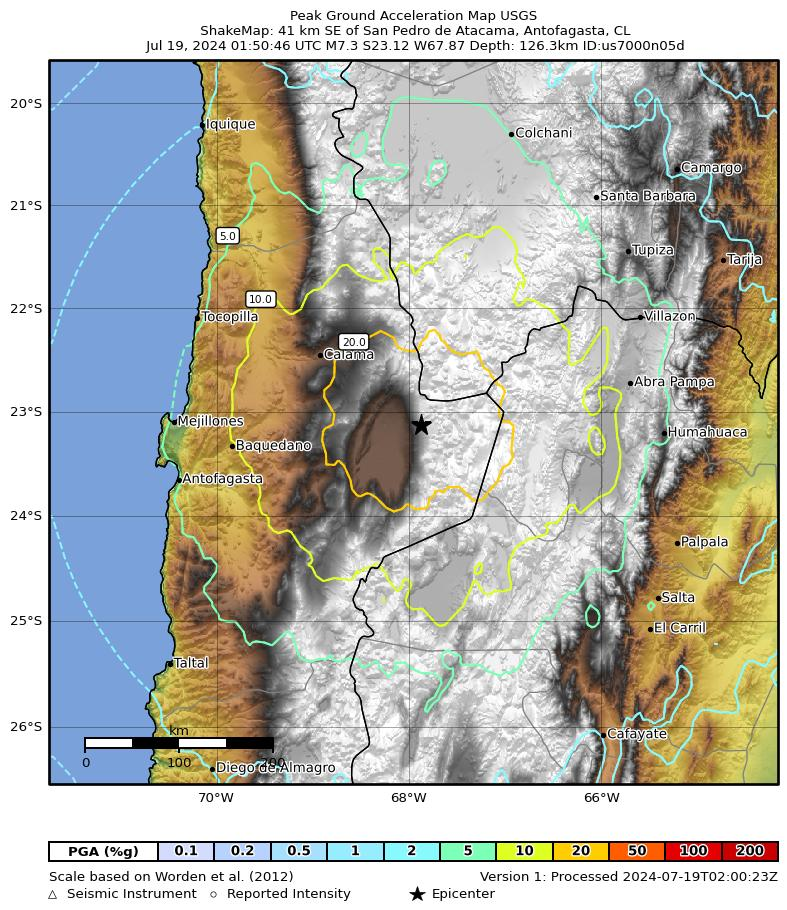 Peak Ground Acceleration Map USGS
ShakeMap: 41 km SE of San Pedro de Atacama, Antofagasta, CL
Jul 19, 2024 01:50:46 UTC M7.3 S23.12 W67.87 Depth: 126.3km ID:us7000n05d
20°S
Iquique
Colchani
Camargo
Santa Barbara
21°S
5.0
Tupiza
Tarija
10.0
22°S
Tocopilla
Villazon
20.0
Calama
Abra Pampa
23°S
Mejillones
Humahuaca
Baquedano
Antofagasta
24°S
Palpala
Salta
25°S
El Carril
Taltal
26°S
km
Cafayate
0 100 200
Diego de Almagro
70°W 68°W 66°W
PGA (%g) 0.1 0.2 0.5 1 2 5 10 20 50 100 200
Scale based on Worden et al. (2012) Version 1: Processed 2024-07-19T02:00:23Z
△ Seismic Instrument ○ Reported Intensity ★ Epicenter